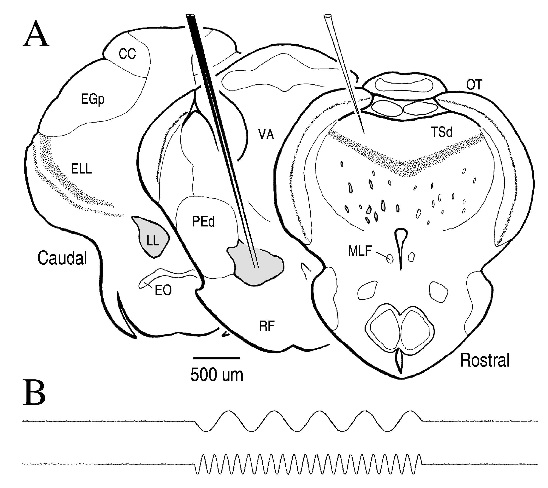 A
CC
OT
EGp
VA
TSd
ELL
PEd
LL
MLF
Caudal
EO
RF
Rostral
500 um
B